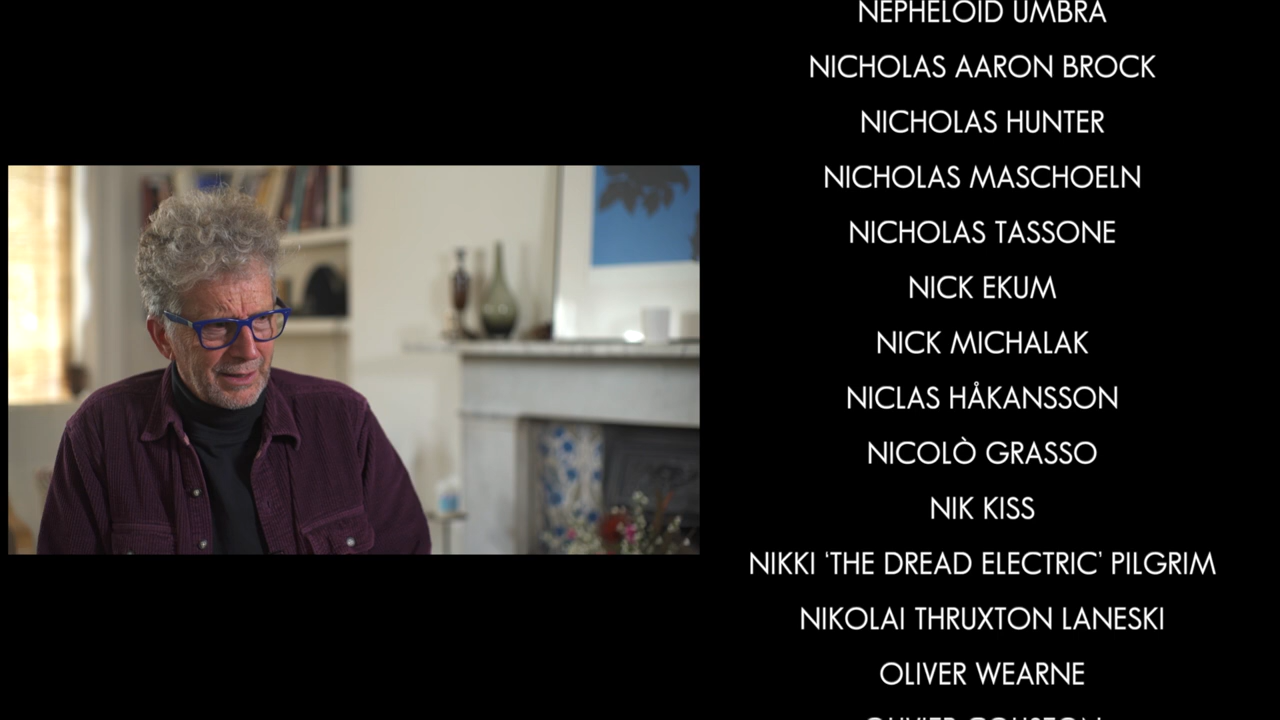 NEPHELOID UMBRA
NICHOLAS AARON BROCK
NICHOLAS HUNTER
NICHOLAS MASCHOELN
NICHOLAS TASSONE
NICK EKUM
NICK MICHALAK
NICLAS HÅKANSSON
NICOLÒ GRASSO
NIK KISS
NIKKI ‘THE DREAD ELECTRIC’ PILGRIM
NIKOLAI THRUXTON LANESKI
OLIVER WEARNE